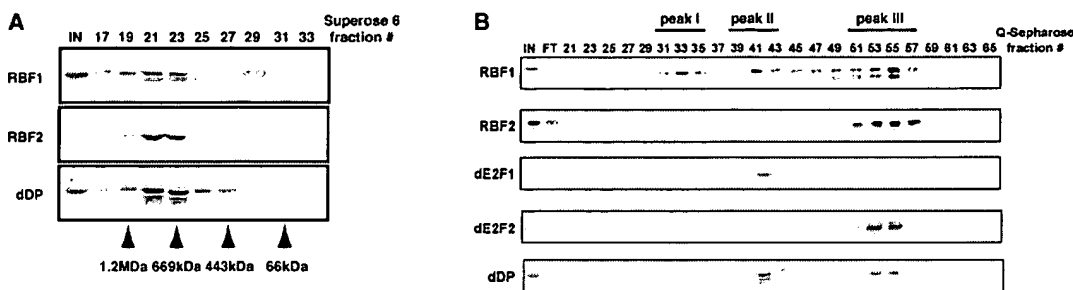 A
IN 17 19 21 23 25 27 29 31 33
Superose 6
fraction #
RBF1
RBF2
dDP
1.2MDa 669kDa 443kDa 66kDa
B
peak I peak II peak III
IN FT 21 23 25 27 29 31 33 35 37 39 41 43 45 47 49 51 53 55 57 59 61 63 65
Q-Sepharose
fraction #
RBF1
RBF2
dE2F1
dE2F2
dDP